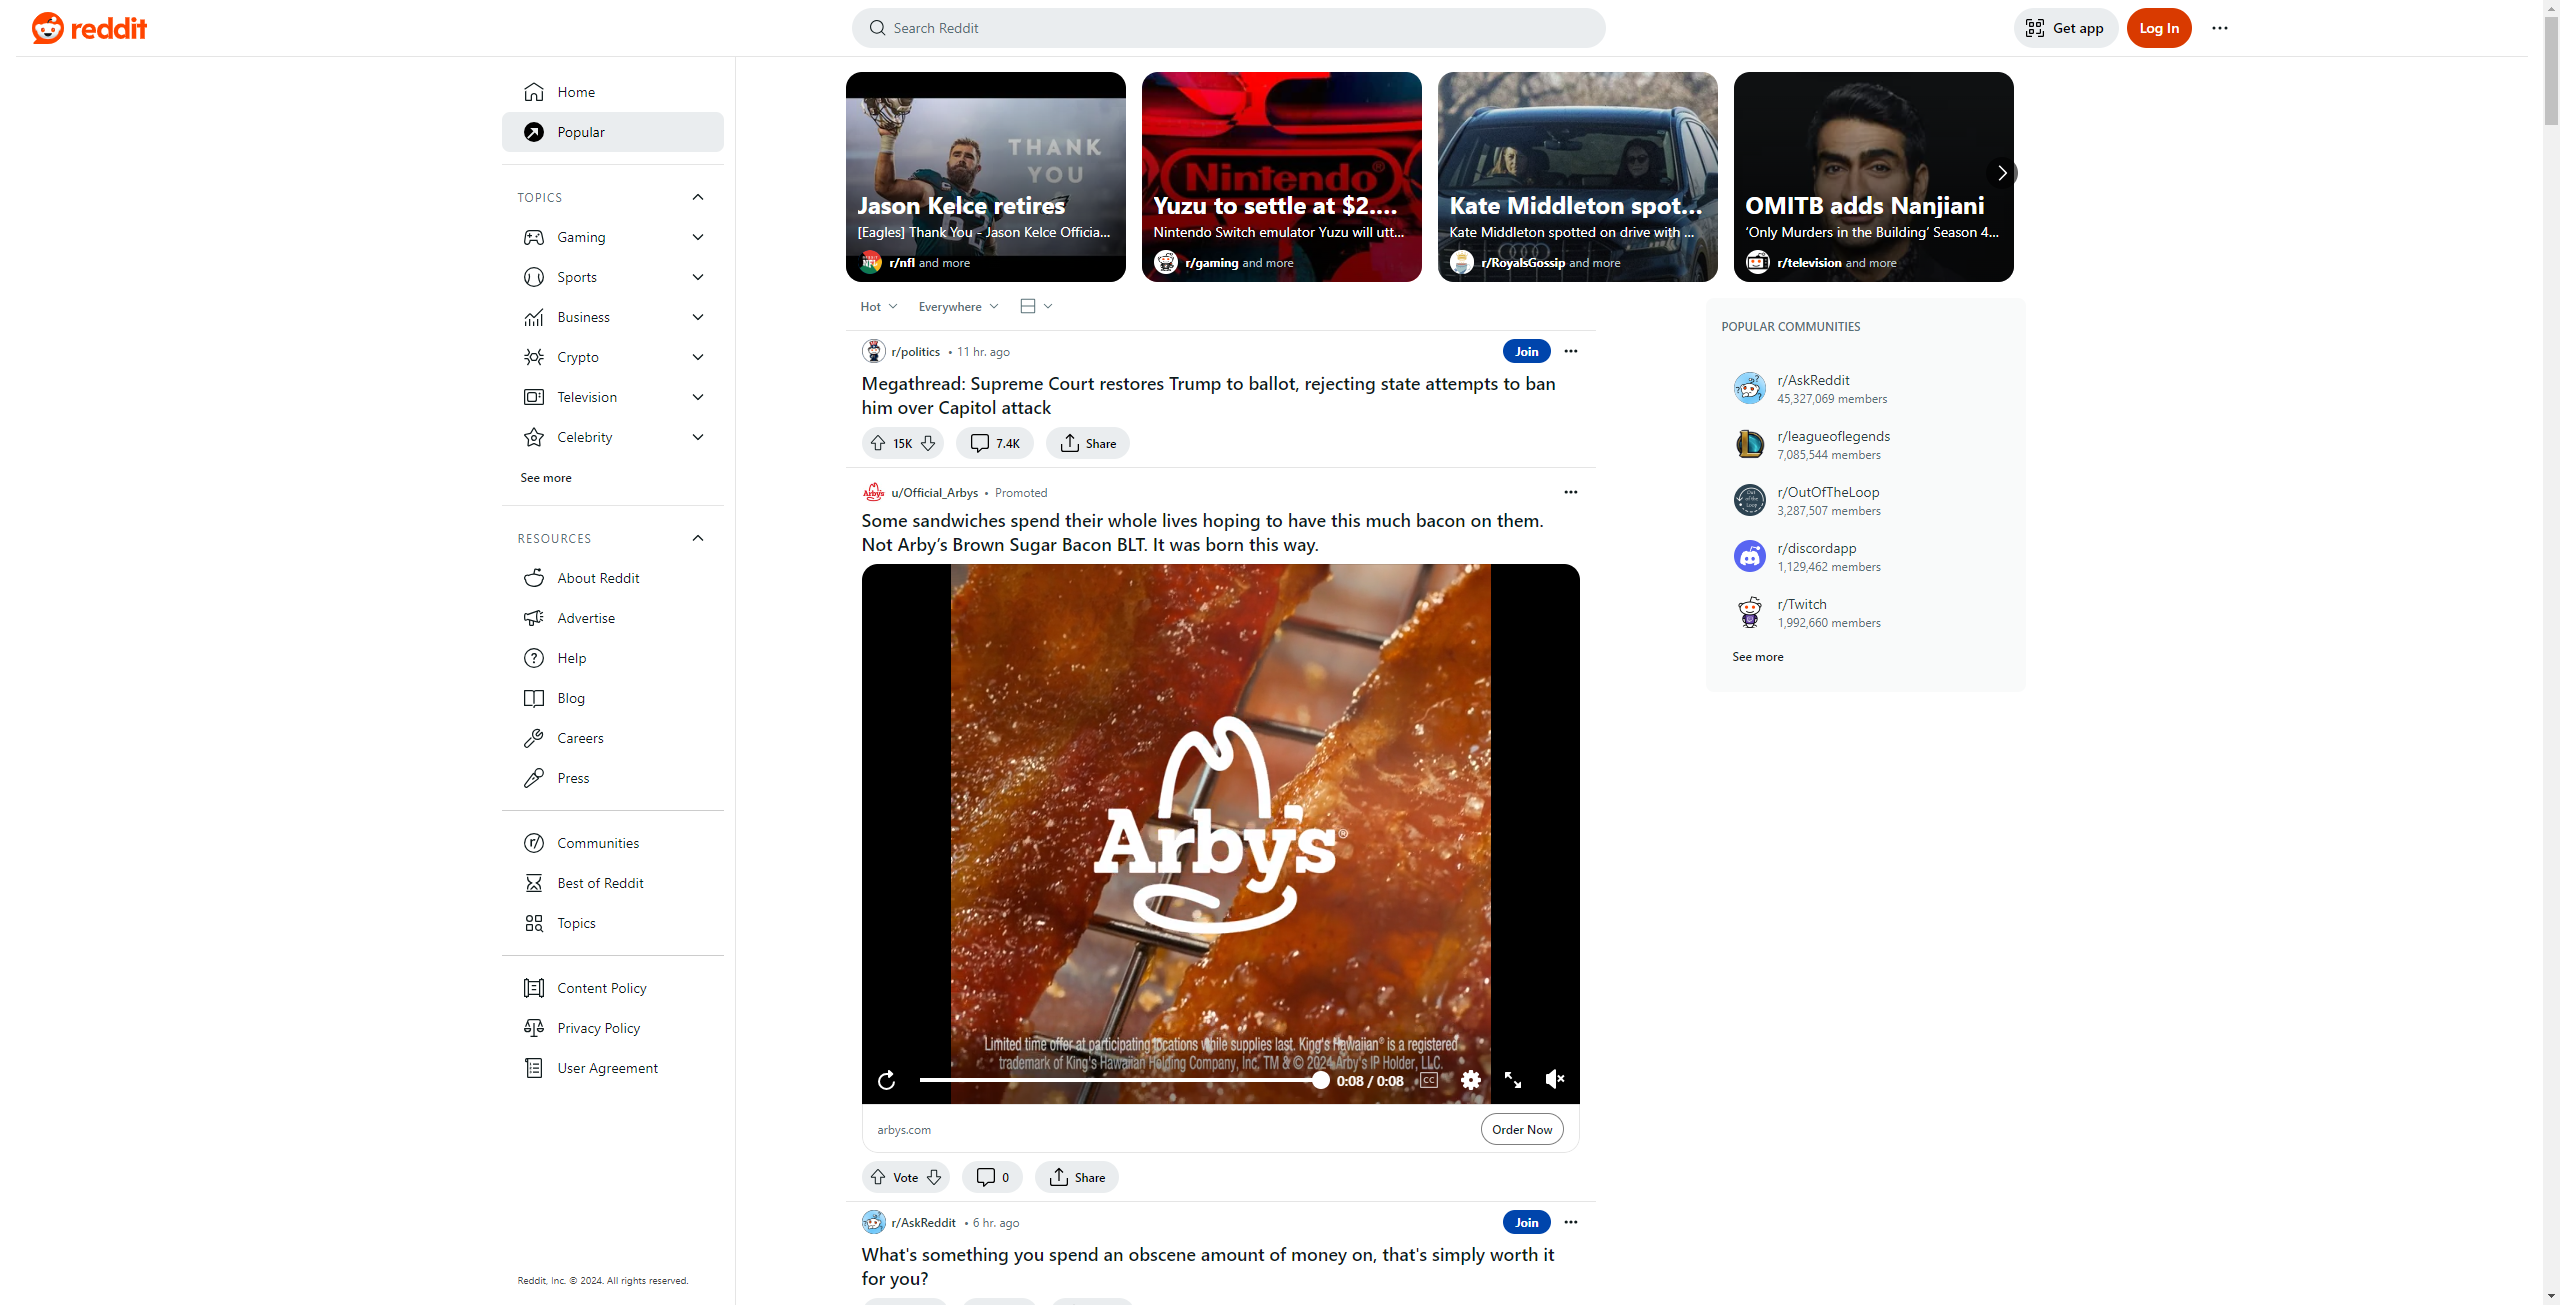 reddit
Search Reddit
Get app
Log In
Home
Popular
TOPICS
Gaming
Sports
Business
Crypto
Television
Celebrity
See more
RESOURCES
About Reddit
Advertise
Help
Blog
Careers
Press
Communities
Best of Reddit
Topics
Content Policy
Privacy Policy
User Agreement
Reddit, Inc. © 2024. All rights reserved.
THANK
YOU
Jason Kelce retires
[Eagles] Thank You - Jason Kelce Officia...
r/nfl and more
Nintendo®
Yuzu to settle at $2....
Nintendo Switch emulator Yuzu will utt...
r/gaming and more
Kate Middleton spot...
Kate Middleton spotted on drive with ...
r/RoyalsGossip and more
OMITB adds Nanjiani
‘Only Murders in the Building’ Season 4...
r/television and more
Hot
Everywhere
r/politics • 11 hr. ago
Join
Megathread: Supreme Court restores Trump to ballot, rejecting state attempts to ban
him over Capitol attack
15K
7.4K
Share
Arbys u/Official_Arbys • Promoted
Some sandwiches spend their whole lives hoping to have this much bacon on them.
Not Arby’s Brown Sugar Bacon BLT. It was born this way.
Arby's®
Limited time offer at participating locations while supplies last. King's Hawaiian® is a registered
trademark of King's Hawaiian Holding Company, Inc. TM & © 2024 Arby's IP Holder, LLC.
0:08 / 0:08
CC
arbys.com
Order Now
Vote
0
Share
r/AskReddit • 6 hr. ago
Join
What's something you spend an obscene amount of money on, that's simply worth it
for you?
POPULAR COMMUNITIES
r/AskReddit
45,327,069 members
r/leagueoflegends
7,085,544 members
Out of the Loop
r/OutOfTheLoop
3,287,507 members
r/discordapp
1,129,462 members
r/Twitch
1,992,660 members
See more